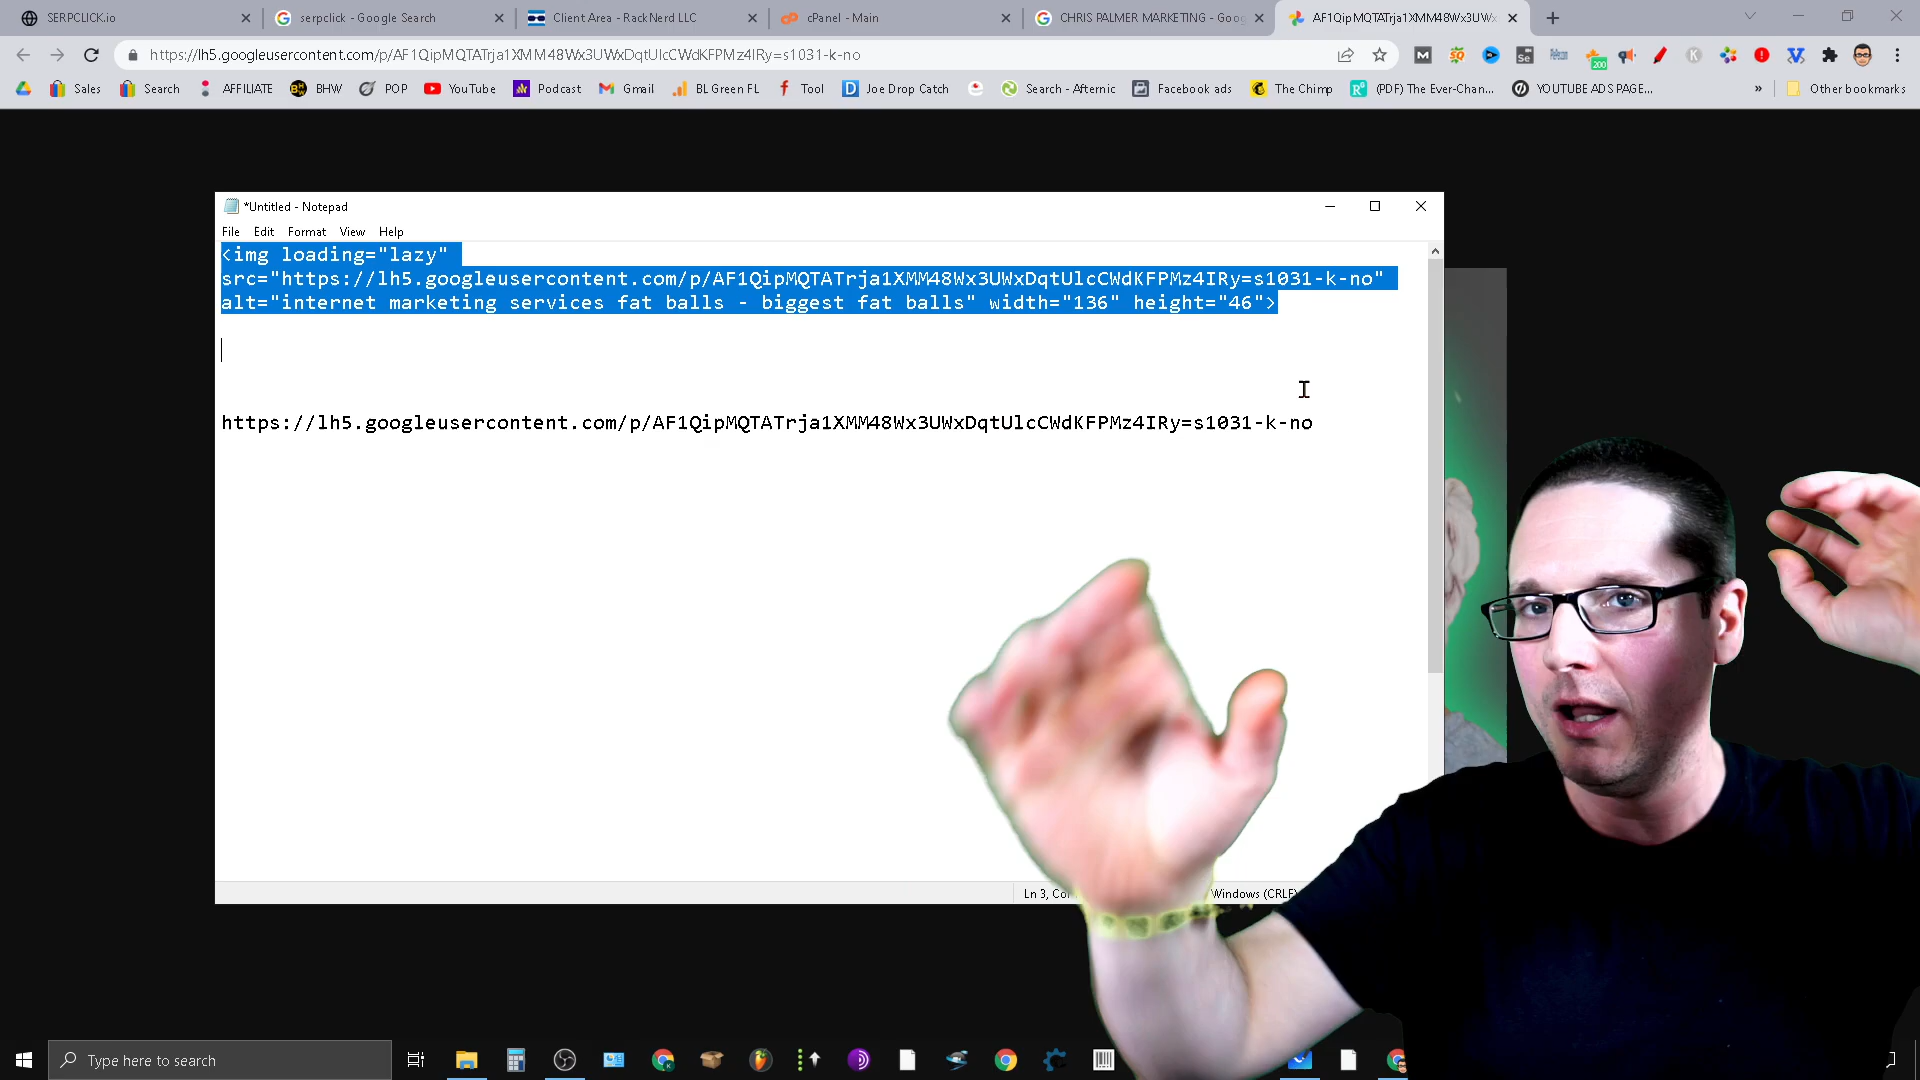 SERPCLICK.io
serpclick - Google Search
Client Area - RackNerd LLC
cPanel - Main
CHRIS PALMER MARKETING - Goog
AF1QipMQTATrja1XMM48Wx3UWx
https://lh5.googleusercontent.com/p/AF1QipMQTATrja1XMM48Wx3UWxDqtUlcCWdKFPMz4IRy=s1031-k-no
Sales
Search
AFFILIATE
BHW
POP
YouTube
Podcast
Gmail
BL Green FL
Tool
Joe Drop Catch
Search - Afternic
Facebook ads
The Chimp
(PDF) The Ever-Chan...
YOUTUBE ADS PAGE...
»
Other bookmarks
*Untitled - Notepad
File Edit Format View Help
<img loading="lazy"
src="https://lh5.googleusercontent.com/p/AF1QipMQTATrja1XMM48Wx3UWxDqtUlcCWdKFPMz4IRy=s1031-k-no"
alt="internet marketing services fat balls - biggest fat balls" width="136" height="46">
https://lh5.googleusercontent.com/p/AF1QipMQTATrja1XMM48Wx3UWxDqtUlcCWdKFPMz4IRy=s1031-k-no
Ln 3, Co
Windows (CRLF)
Type here to search